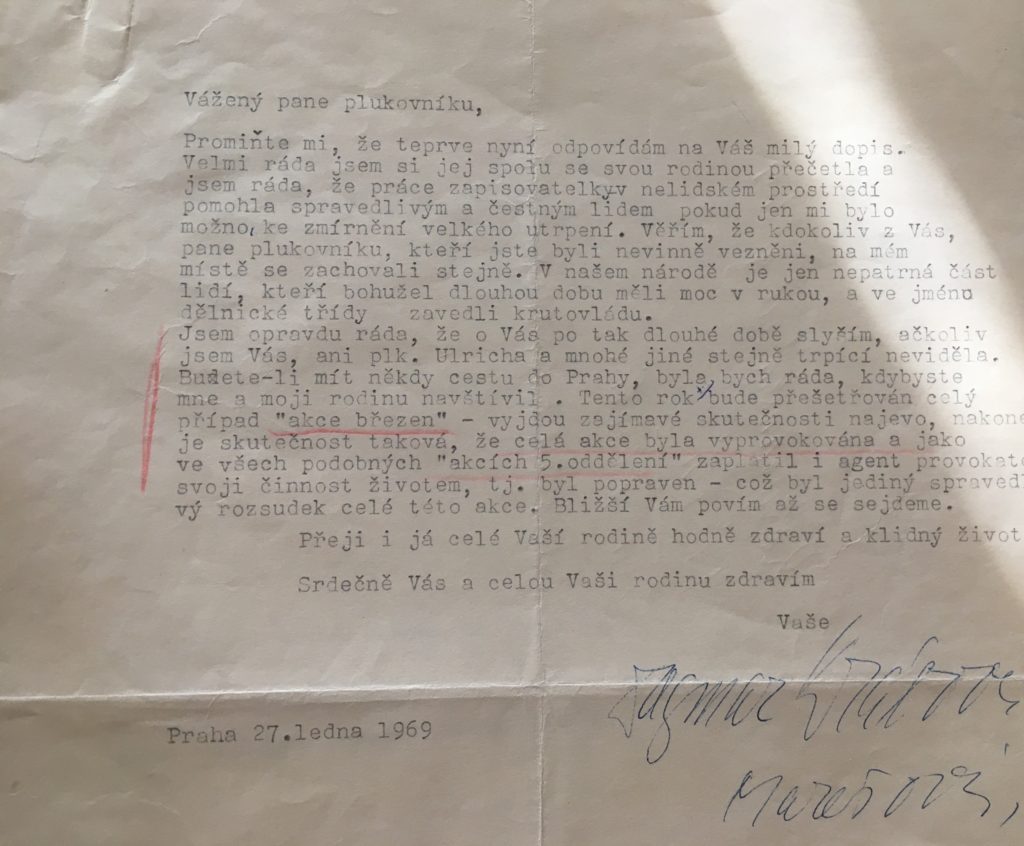 Vážený pane plukovníku,
Promiňte mi, že teprve nyní odpovídám na Váš milý dopis.
Velmi ráda jsem si jej spolu se svou rodinou přečetla a
jsem ráda, že práce zapisovatelky v nelidském prostředí
pomohla spravedlivým a čestným lidem pokud jen mi bylo
možno, ke zmírnění velkého utrpení. Věřím, že kdokoliv z Vás,
pane plukovníku, kteří jste byli nevinně vezněni, na mém
místě se zachovali stejně. V našem národě je jen nepatrná část
lidí, kteří bohužel dlouhou dobu měli moc v rukou, a ve jménu
dělnické třídy zavedli krutovládu.
Jsem opravdu ráda, že o Vás po tak dlouhé době slyším, ačkoliv
jsem Vás, ani plk. Ulricha a mnohé jiné stejně trpící neviděla.
Budete-li mít někdy cestu do Prahy, byla, bych ráda, kdybyste
mne a moji rodinu navštívil . Tento rok bude přešetřován celý
případ "akce březen" - vyjdou zajímavé skutečnosti najevo, nakone
je skutečnost taková, že celá akce byla vyprovokována a jako
ve všech podobných "akcích 5.oddělení" zaplatil i agent provokate
svoji činnost životem, tj. byl popraven - což byl jediný spravedl
vý rozsudek celé této akce. Bližší Vám povím až se sejdeme.
Přeji i já celé Vaší rodině hodně zdraví a klidný život
Srdečně Vás a celou Vaši rodinu zdravím
Vaše
Dagmar
Marešová,
Praha 27.ledna 1969